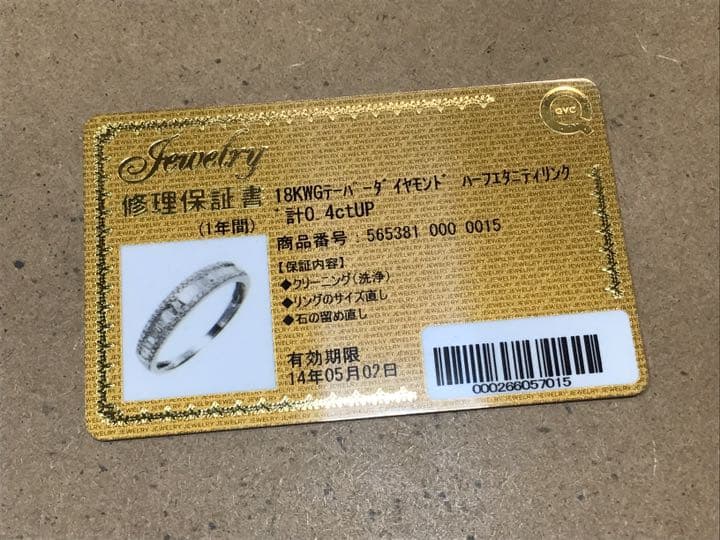 QVC
Jewelry
修理保証書
(1年間)
18KWGテーパーダイヤモンド ハーフエタニティリング
計0.4ctUP
商品番号:565381 000 0015
【保証内容】
◆クリーニング(洗浄)
◆リングのサイズ直し
◆石の留め直し
有効期限
14年05月02日
000266057015